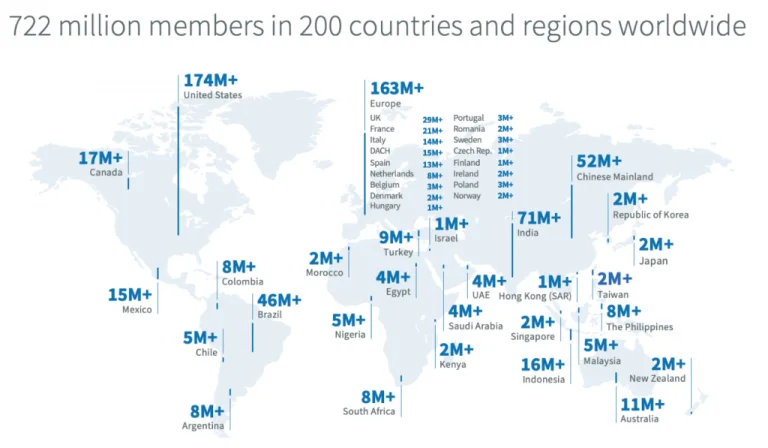 722 million members in 200 countries and regions worldwide
174M+
United States
163M+
Europe
UK 29M+ Portugal 3M+
France 21M+ Romania 2M+
Italy 14M+ Sweden 3M+
DACH 15M+ Czech Rep. 1M+
Spain 13M+ Finland 1M+
Netherlands 8M+ Ireland 2M+
Belgium 3M+ Poland 3M+
Denmark 2M+ Norway 2M+
Hungary 1M+
17M+
Canada
52M+
Chinese Mainland
2M+
Republic of Korea
71M+
India
1M+
Israel
9M+
Turkey
2M+
Japan
2M+
Morocco
8M+
Colombia
4M+
Egypt
4M+
UAE
1M+
Hong Kong (SAR)
2M+
Taiwan
15M+
Mexico
46M+
Brazil
5M+
Nigeria
4M+
Saudi Arabia
2M+
Singapore
8M+
The Philippines
5M+
Chile
2M+
Kenya
16M+
Indonesia
5M+
Malaysia
2M+
New Zealand
8M+
Argentina
8M+
South Africa
11M+
Australia